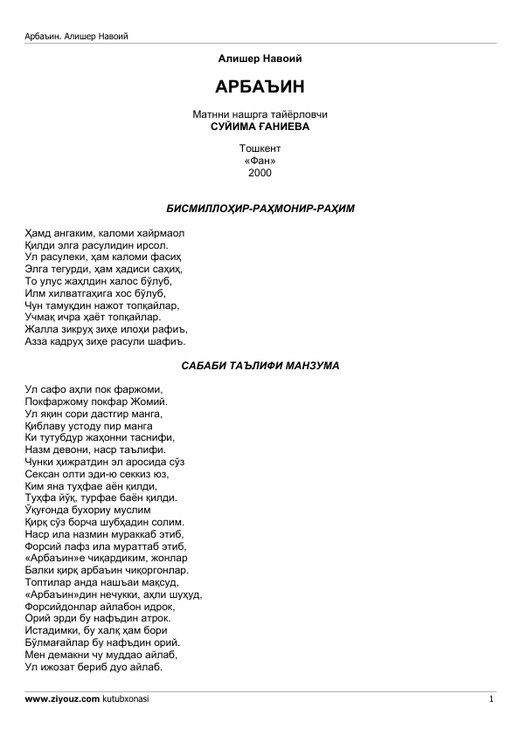 Арбаъин. Алишер Навоий
Алишер Навоий
АРБАЪИН
Матнни нашрга тайёрловчи
СУЙИМА ҒАНИЕВА
Тошкент
«Фан»
2000
БИСМИЛЛОҲИР-РАҲМОНИР-РАҲИМ
Ҳамд ангаким, каломи хайрмаол
Қилди элга расулидин ирсол.
Ул расулеки, ҳам каломи фасиҳ
Элга тегурди, ҳам ҳадиси саҳиҳ,
То улус жаҳлдин халос бўлуб,
Илм хилватгаҳига хос бўлуб,
Чун тамуқдин нажот топқайлар,
Учмақ ичра ҳаёт топқайлар.
Жалла зикруҳ зиҳе илоҳи рафиъ,
Азза кадруҳ зиҳе расули шафиъ.
САБАБИ ТАЪЛИФИ МАНЗУМА
Ул сафо аҳли пок фаржоми,
Покфаржому покфар Жомий.
Ул яқин сори дастгир манга,
Қиблаву устоду пир манга
Ки тутубдур жаҳонни таснифи,
Назм девони, наср таълифи.
Чунки ҳижратдин эл аросида сўз
Сексан олти эди-ю секкиз юз,
Ким яна туҳфае аён қилди,
Туҳфа йўқ, турфае баён қилди.
Ўқуғонда бухориу муслим
Қирқ сўз борча шубҳадин солим.
Наср ила назмин мураккаб этиб,
Форсий лафз ила мураттаб этиб,
«Арбаъин»е чиқардиким, жонлар
Балки қирқ арбаъин чиқоргонлар.
Топтилар анда нашъаи мақсуд,
«Арбаъин»дин нечукки, аҳли шуҳуд,
Форсийдонлар айлабон идрок,
Орий эрди бу нафъдин атрок.
Истадимки, бу халқ ҳам бори
Бўлмағайлар бу нафъдин орий.
Мен демакни чу муддао айлаб,
Ул ижозат бериб дуо айлаб.
www.ziyouz.com kutubxonasi
1